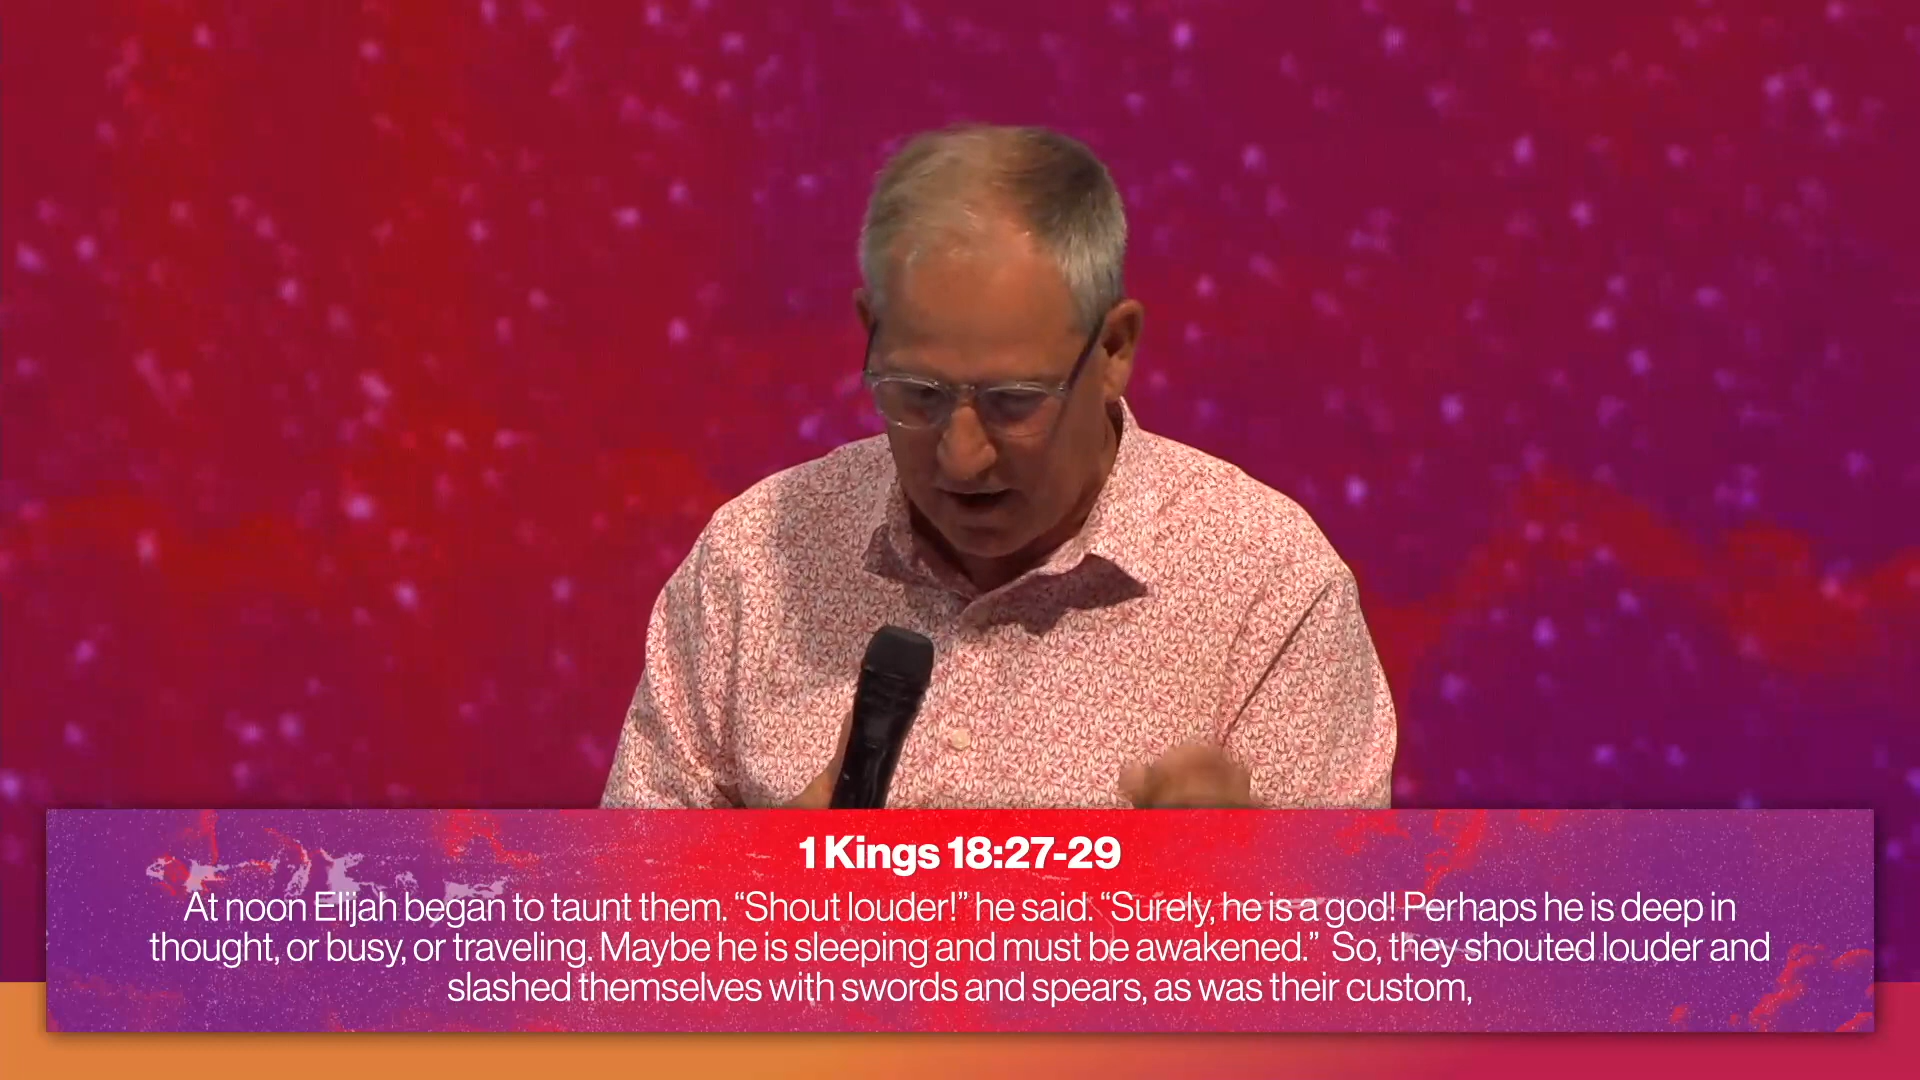 1 Kings 18:27-29
At noon Elijah began to taunt them. “Shout louder!” he said. “Surely, he is a god! Perhaps he is deep in
thought, or busy, or traveling. Maybe he is sleeping and must be awakened.”  So, they shouted louder and
slashed themselves with swords and spears, as was their custom,